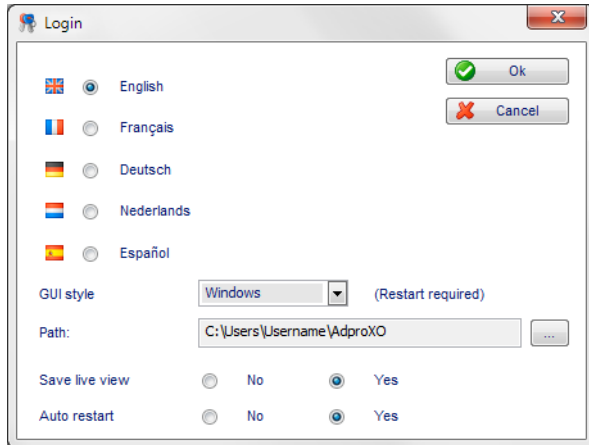 Login
Ok
English
Cancel
Français
Deutsch
Nederlands
Español
GUI style Windows (Restart required)
Path: C:\Users\Username\AdproXO ...
Save live view No Yes
Auto restart No Yes